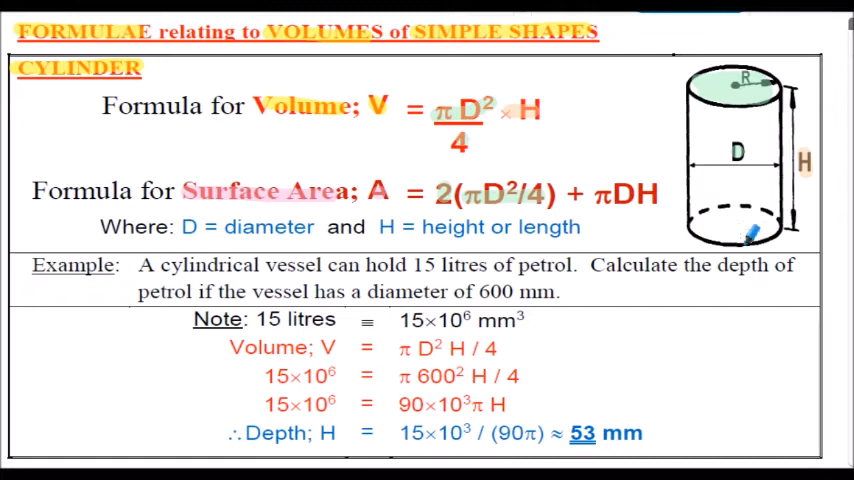 FORMULAE relating to VOLUMES of SIMPLE SHAPES
CYLINDER
Formula for Volume; V = π D² × H
4
Formula for Surface Area; A = 2(πD²/4) + πDH
Where: D = diameter and H = height or length
R
D
H
Example: A cylindrical vessel can hold 15 litres of petrol. Calculate the depth of
petrol if the vessel has a diameter of 600 mm.
Note: 15 litres ≡ 15×10⁶ mm³
Volume; V = π D² H / 4
15×10⁶ = π 600² H / 4
15×10⁶ = 90×10³π H
∴Depth; H = 15×10³ / (90π) ≈ 53 mm